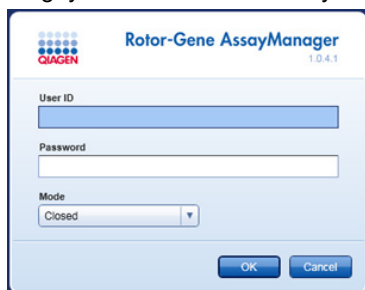 Rotor-Gene AssayManager
1.0.4.1
QIAGEN
User ID
Password
Mode
Closed
OK Cancel